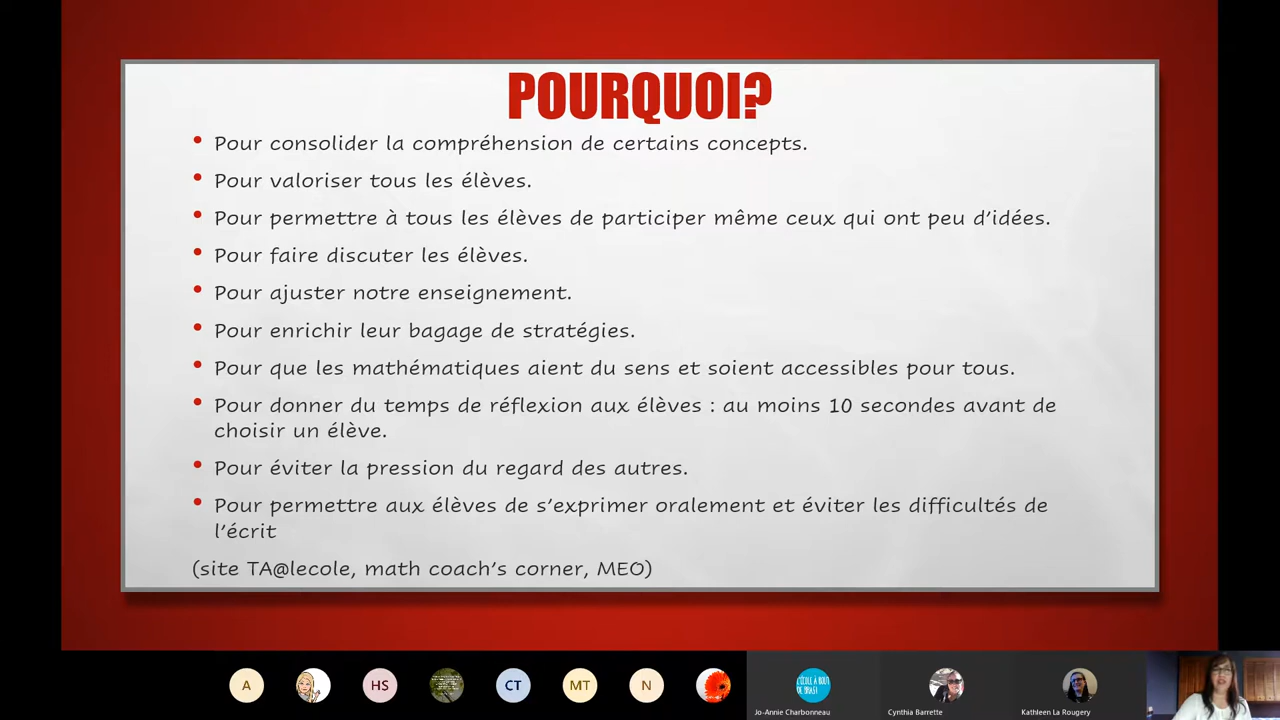 POURQUOI?
• Pour consolider la compréhension de certains concepts.
• Pour valoriser tous les élèves.
• Pour permettre à tous les élèves de participer même ceux qui ont peu d'idées.
• Pour faire discuter les élèves.
• Pour ajuster notre enseignement.
• Pour enrichir leur bagage de stratégies.
• Pour que les mathématiques aient du sens et soient accessibles pour tous.
• Pour donner du temps de réflexion aux élèves : au moins 10 secondes avant de
choisir un élève.
• Pour éviter la pression du regard des autres.
• Pour permettre aux élèves de s'exprimer oralement et éviter les difficultés de
l'écrit
(site TA@lecole, math coach's corner, MEO)
A
HS
CT
MT
N
L'ÉCOLE À BOUT
DE BRAS!
Jo-Annie Charbonneau
Cynthia Barrette
Kathleen La Rougery